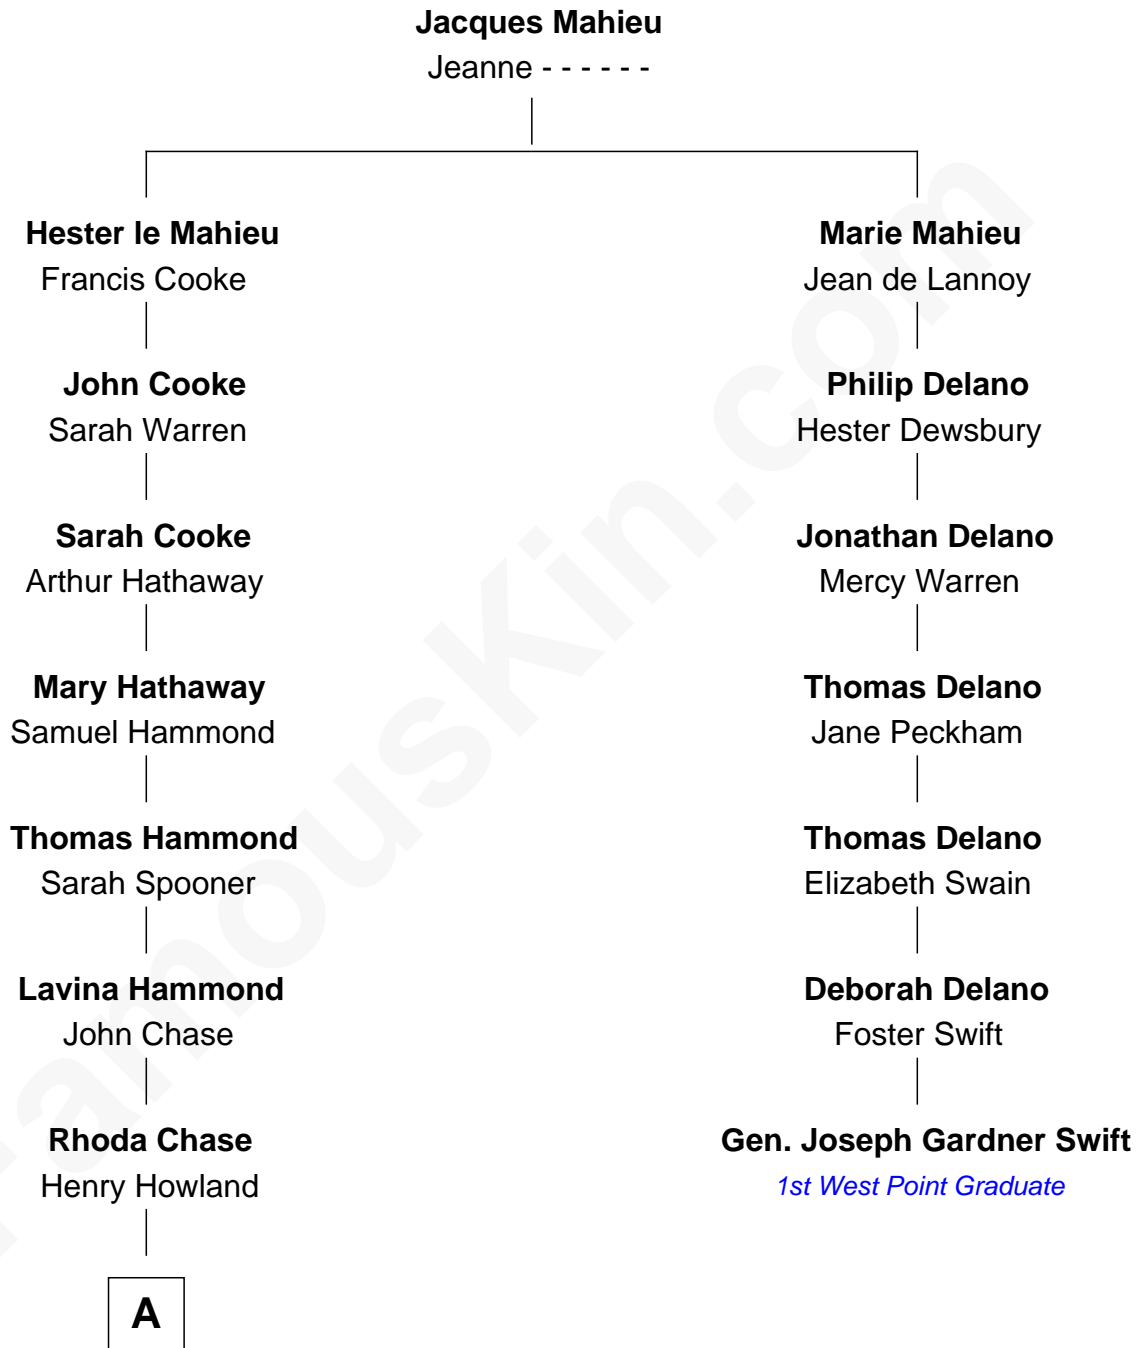 Jacques Mahieu
Jeanne - - - - - -
Hester le Mahieu
Francis Cooke
John Cooke
Sarah Warren
Sarah Cooke
Arthur Hathaway
Mary Hathaway
Samuel Hammond
Thomas Hammond
Sarah Spooner
Lavina Hammond
John Chase
Rhoda Chase
Henry Howland
A
Marie Mahieu
Jean de Lannoy
Philip Delano
Hester Dewsbury
Jonathan Delano
Mercy Warren
Thomas Delano
Jane Peckham
Thomas Delano
Elizabeth Swain
Deborah Delano
Foster Swift
Gen. Joseph Gardner Swift
1st West Point Graduate
FamousKin.com